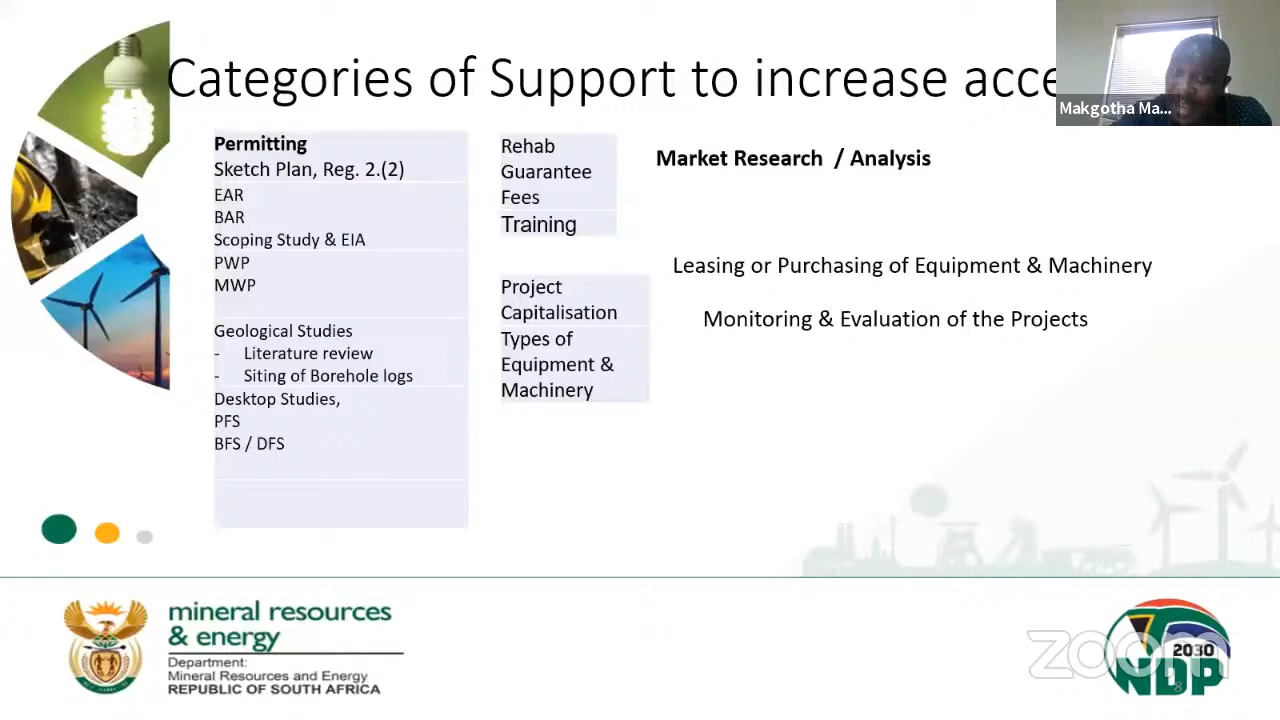 Categories of Support to increase acce
Makgotha Ma...
Permitting
Sketch Plan, Reg. 2.(2)
EAR
BAR
Scoping Study & EIA
PWP
MWP
Geological Studies
- Literature review
- Siting of Borehole logs
Desktop Studies,
PFS
BFS / DFS
Rehab
Guarantee
Fees
Training
Project
Capitalisation
Types of
Equipment &
Machinery
Market Research / Analysis
Leasing or Purchasing of Equipment & Machinery
Monitoring & Evaluation of the Projects
mineral resources
& energy
Department:
Mineral Resources and Energy
REPUBLIC OF SOUTH AFRICA
zoom
2030
NDP
8